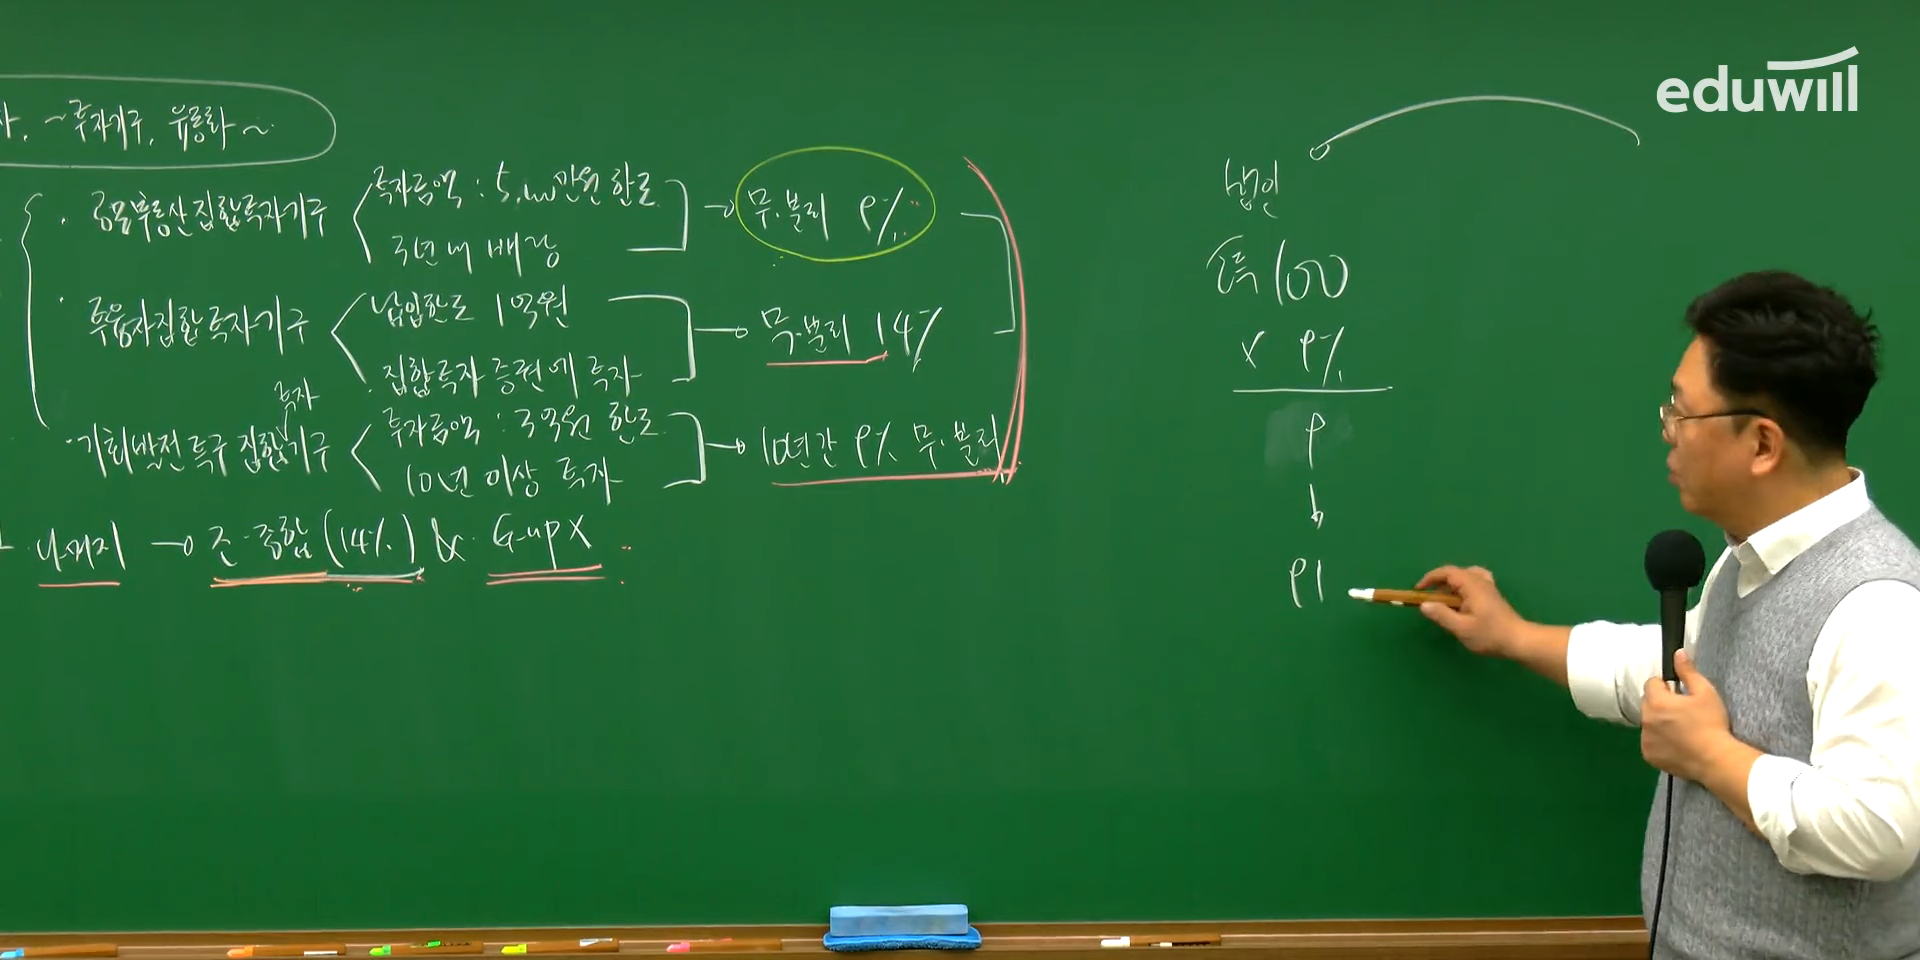 eduwill
~투자기구, 유동화~
· 공모부동산집합투자기구
투자금액 : 5,000만원 한도
3년 내 배당
→ 무·분리 9%
· 투융자집합투자기구
납입한도 1억원
집합투자증권에 투자
→ 무·분리 14%
· 기회발전특구 집합투자기구
투자금액 : 3억원 한도
10년 이상 투자
→ 10년간 9% 무·분리
나머지 → 조·종합(14%) & G-up X
법인
소득 100
x 9%
9
↓
91